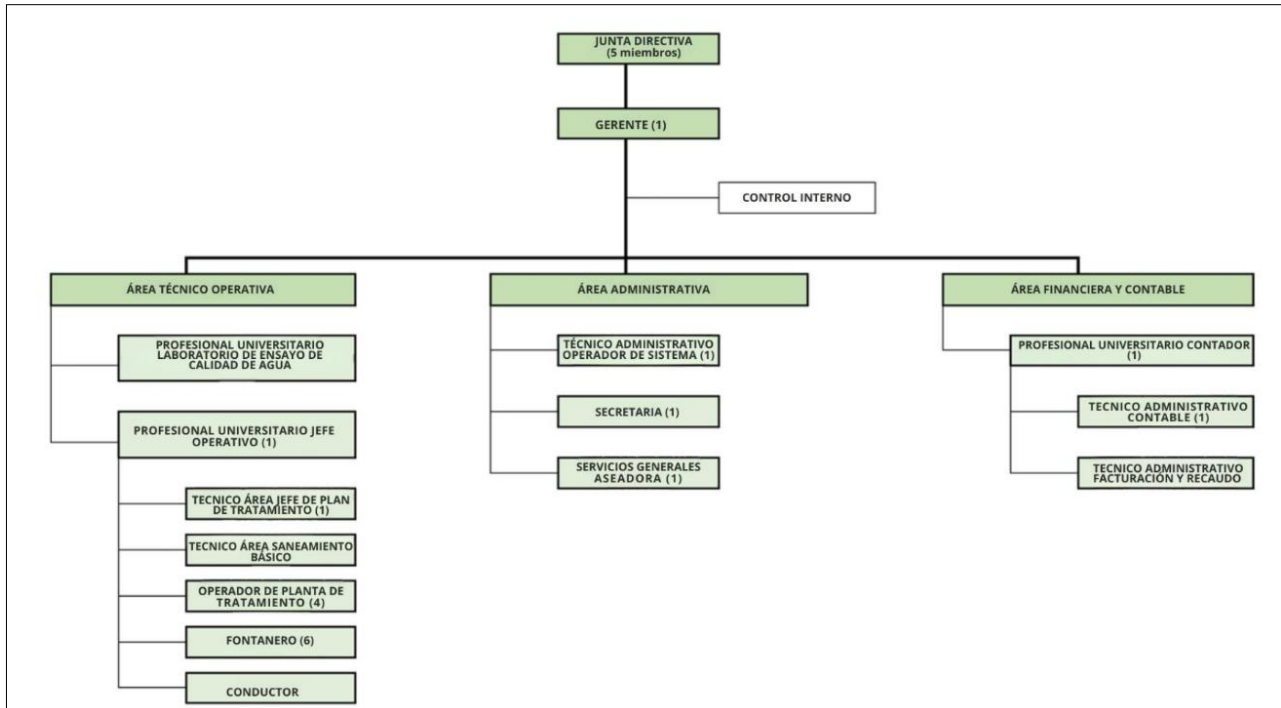 JUNTA DIRECTIVA
(5 miembros)
GERENTE (1)
CONTROL INTERNO
ÁREA TÉCNICO OPERATIVA
PROFESIONAL UNIVERSITARIO
LABORATORIO DE ENSAYO DE
CALIDAD DE AGUA
PROFESIONAL UNIVERSITARIO JEFE
OPERATIVO (1)
TECNICO ÁREA JEFE DE PLAN
DE TRATAMIENTO (1)
TECNICO ÁREA SANEAMIENTO
BÁSICO
OPERADOR DE PLANTA DE
TRATAMIENTO (4)
FONTANERO (6)
CONDUCTOR
ÁREA ADMINISTRATIVA
TÉCNICO ADMINISTRATIVO
OPERADOR DE SISTEMA (1)
SECRETARIA (1)
SERVICIOS GENERALES
ASEADORA (1)
ÁREA FINANCIERA Y CONTABLE
PROFESIONAL UNIVERSITARIO CONTADOR
(1)
TECNICO ADMINISTRATIVO
CONTABLE (1)
TECNICO ADMINISTRATIVO
FACTURACIÓN Y RECAUDO